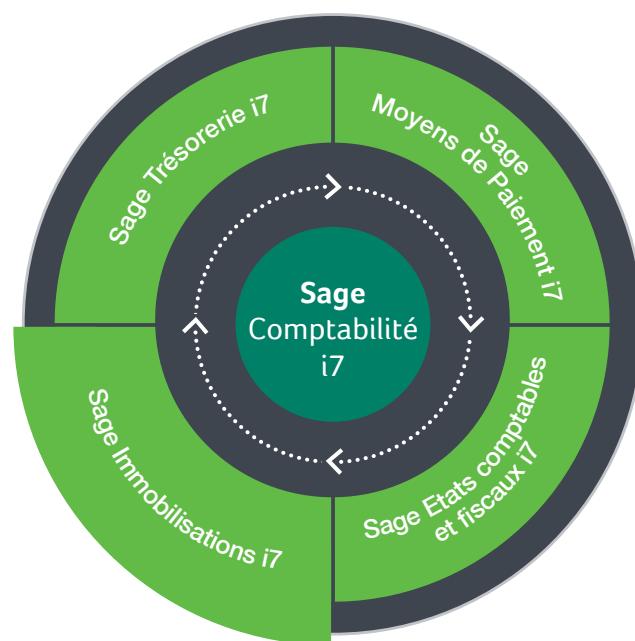 Sage Trésorerie i7
Sage
Moyens de Paiement i7
Sage
Comptabilité
i7
Sage Immobilisations i7
Sage Etats comptables
et fiscaux i7